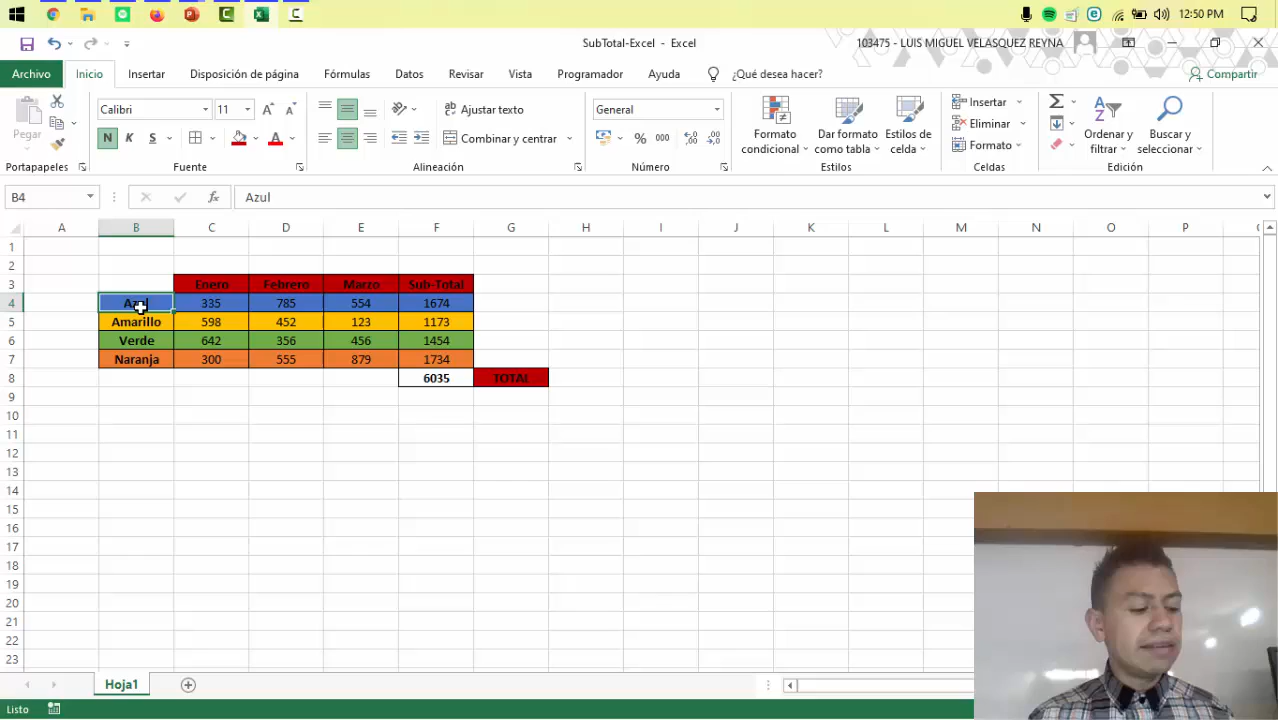 12:50 PM
SubTotal-Excel - Excel
103475 - LUIS MIGUEL VELASQUEZ REYNA
Archivo Inicio Insertar Disposición de página Fórmulas Datos Revisar Vista Programador Ayuda ¿Qué desea hacer? Compartir
Pegar
Calibri 11
N K S
Ajustar texto
Combinar y centrar
General
% 000
Formato condicional
Dar formato como tabla
Estilos de celda
Insertar
Eliminar
Formato
Ordenar y filtrar
Buscar y seleccionar
Portapapeles Fuente Alineación Número Estilos Celdas Edición
B4 fx Azul
A B C D E F G H I J K L M N O P
1
2
3 Enero Febrero Marzo Sub-Total
4 Azul 335 785 554 1674
5 Amarillo 598 452 123 1173
6 Verde 642 356 456 1454
7 Naranja 300 555 879 1734
8 6035 TOTAL
9
10
11
12
13
14
15
16
17
18
19
20
21
22
23
Hoja1
Listo